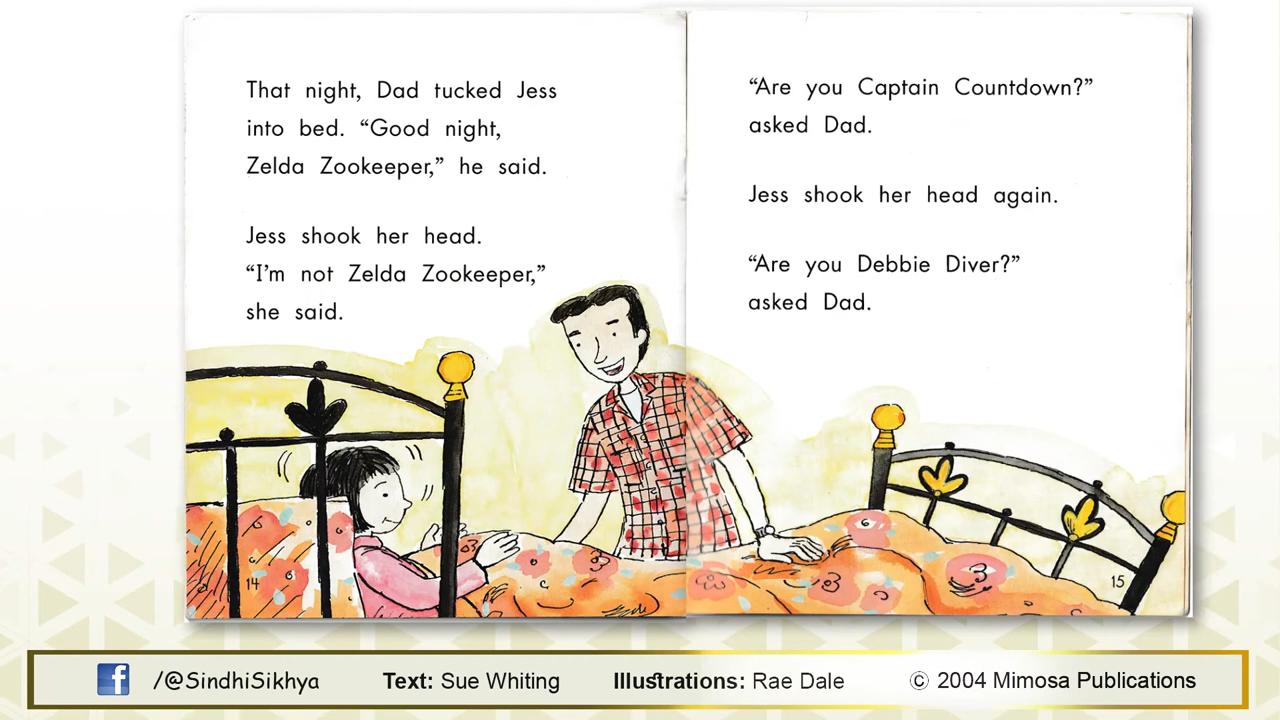 That night, Dad tucked Jess
into bed. “Good night,
Zelda Zookeeper,” he said.
Jess shook her head.
“I’m not Zelda Zookeeper,”
she said.
14
“Are you Captain Countdown?”
asked Dad.
Jess shook her head again.
“Are you Debbie Diver?”
asked Dad.
15
/@SindhiSikhya Text: Sue Whiting Illustrations: Rae Dale © 2004 Mimosa Publications